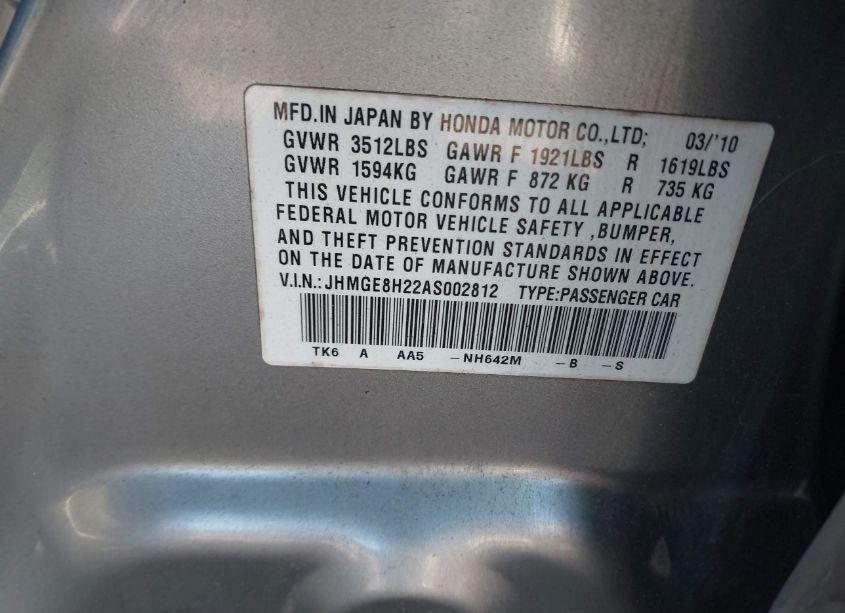 MFD.IN JAPAN BY HONDA MOTOR CO.,LTD; 03/'10
GVWR 3512LBS GAWR F 1921LBS R 1619LBS
GVWR 1594KG GAWR F 872 KG R 735 KG
THIS VEHICLE CONFORMS TO ALL APPLICABLE
FEDERAL MOTOR VEHICLE SAFETY ,BUMPER,
AND THEFT PREVENTION STANDARDS IN EFFECT
ON THE DATE OF MANUFACTURE SHOWN ABOVE.
V.I.N.:JHMGE8H22AS002812 TYPE:PASSENGER CAR
TK6 A AA5 -NH642M -B -S